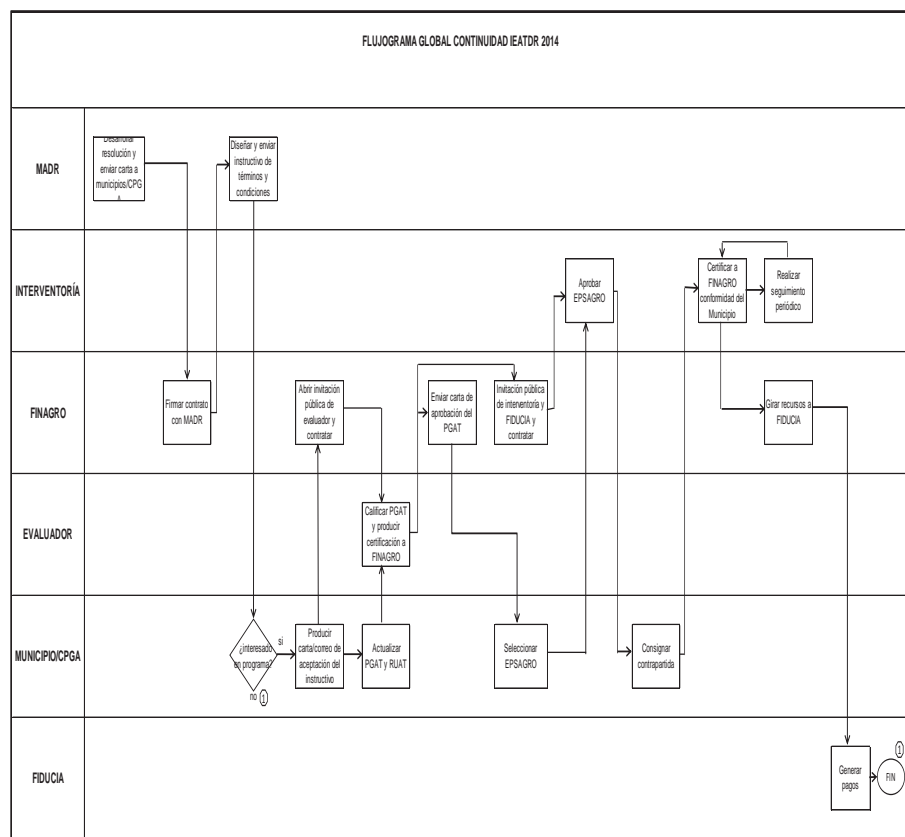 FLUJOGRAMA GLOBAL CONTINUIDAD IEATDR 2014
MADR
Desarrollar
resolución y
enviar carta a
municipios/CPG
A
Diseñar y enviar
instructivo de
términos y
condiciones
INTERVENTORÍA
Aprobar
EPSAGRO
Certificar a
FINAGRO
conformidad del
Municipio
Realizar
seguimiento
periódico
FINAGRO
Firmar contrato
con MADR
Abrir invitación
pública de
evaluador y
contratar
Enviar carta de
aprobación del
PGAT
Invitación pública
de interventoría y
FIDUCIA y
contratar
Girar recursos a
FIDUCIA
EVALUADOR
Calificar PGAT
y producir
certificación a
FINAGRO
MUNICIPIO/CPGA
¿interesado
en programa?
si
no 1
Producir
carta/correo de
aceptación del
instructivo
Actualizar
PGAT y RUAT
Seleccionar
EPSAGRO
Consignar
contrapartida
FIDUCIA
Generar
pagos
1
FIN